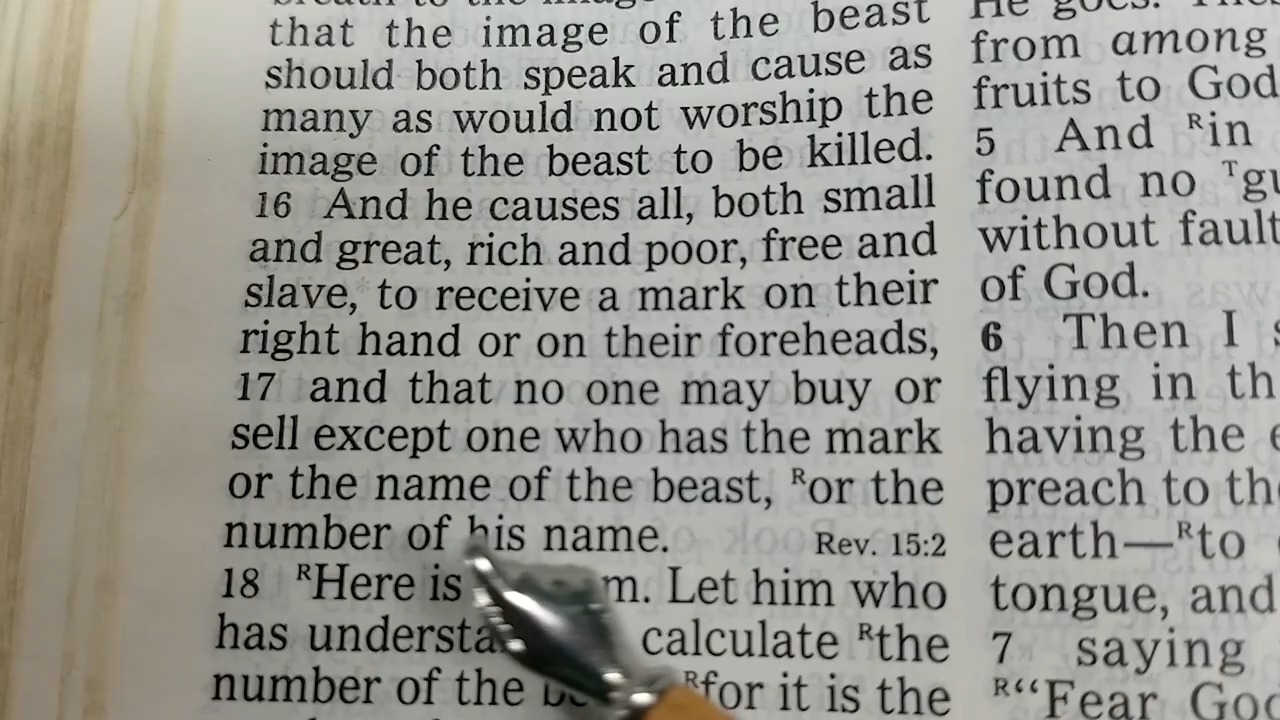 that the image of the beast
should both speak and cause as
many as would not worship the
image of the beast to be killed.
16 And he causes all, both small
and great, rich and poor, free and
slave, to receive a mark on their
right hand or on their foreheads,
17 and that no one may buy or
sell except one who has the mark
or the name of the beast, ᴿor the
number of his name. Rev. 15:2
18 ᴿHere is m. Let him who
has calculate ᴿthe
number of the ᴿfor it is the
He goes.
from among
fruits to God
5 And ᴿin
found no
without fault
of God.
6 Then I
flying in
having the
preach to
earth—ᴿto
tongue, and
7 saying
ᴿ“Fear